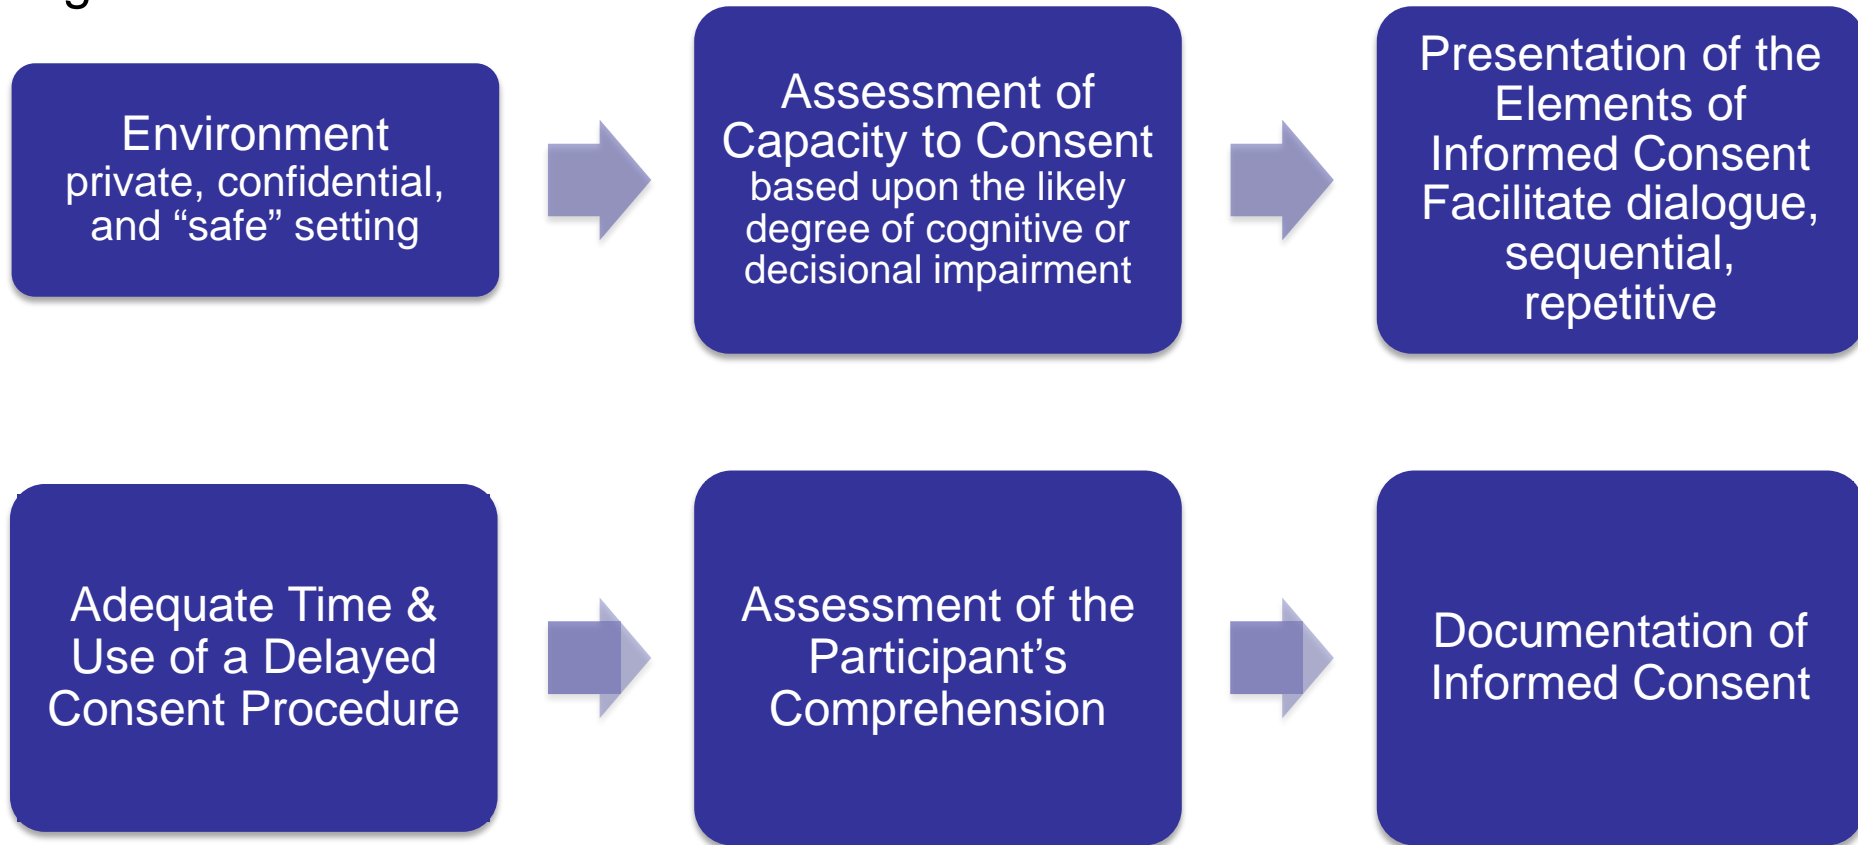 Environment
private, confidential,
and “safe” setting
Assessment of
Capacity to Consent
based upon the likely
degree of cognitive or
decisional impairment
Presentation of the
Elements of
Informed Consent
Facilitate dialogue,
sequential,
repetitive
Adequate Time &
Use of a Delayed
Consent Procedure
Assessment of the
Participant’s
Comprehension
Documentation of
Informed Consent